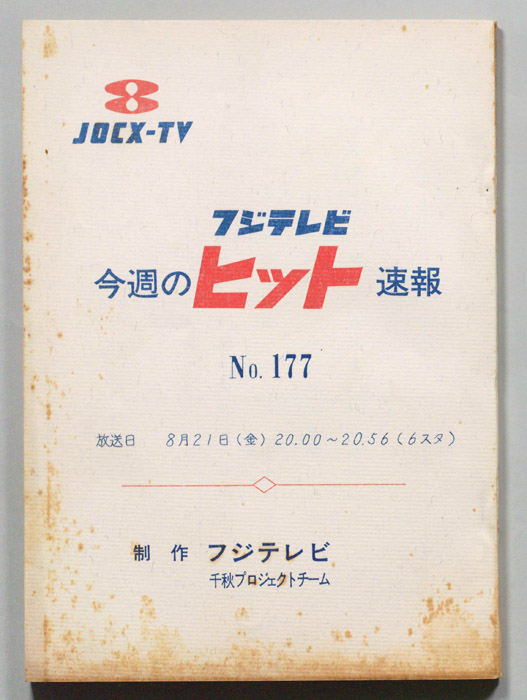 JOCX-TV
フジテレビ
今週のヒット速報
No. 177
放送日 8月21日(金)20.00~20.56(6スタ)
制作 フジテレビ
千秋プロジェクトチーム